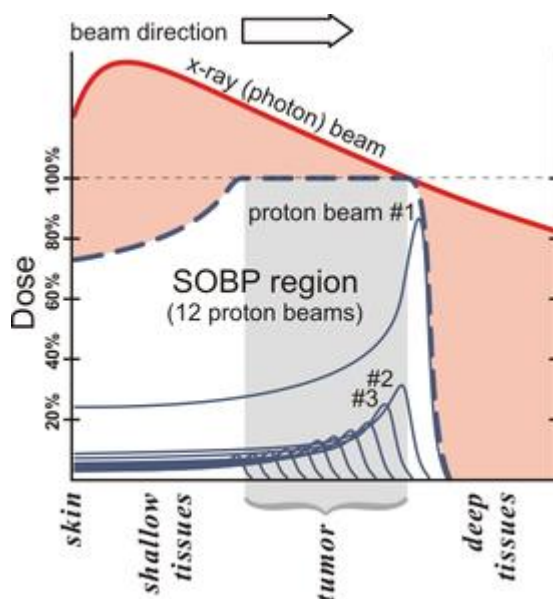 beam direction
x-ray (photon) beam
100%
80%
60%
40%
20%
Dose
proton beam #1
SOBP region
(12 proton beams)
#2
#3
skin
shallow
tissues
tumor
deep
tissues